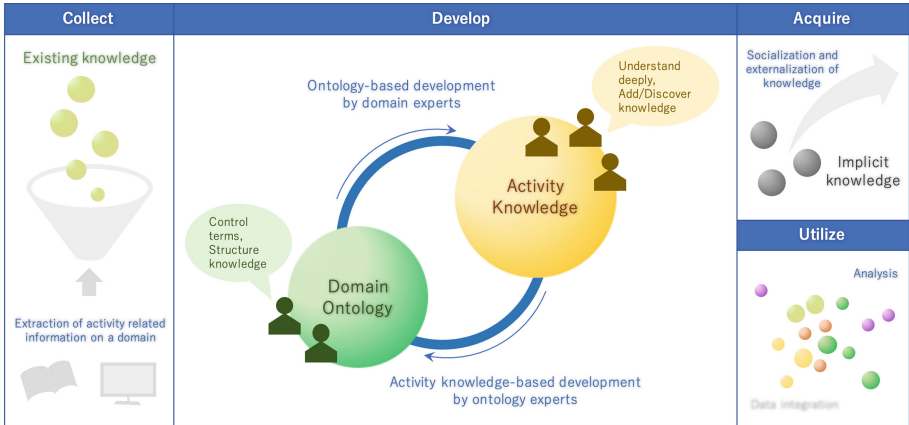 Collect
Existing knowledge
Extraction of activity related
information on a domain
Develop
Ontology-based development
by domain experts
Understand
deeply,
Add/Discover
knowledge
Activity
Knowledge
Control
terms,
Structure
knowledge
Domain
Ontology
Activity knowledge-based development
by ontology experts
Acquire
Socialization and
externalization of
knowledge
Implicit
knowledge
Utilize
Analysis
Data integration